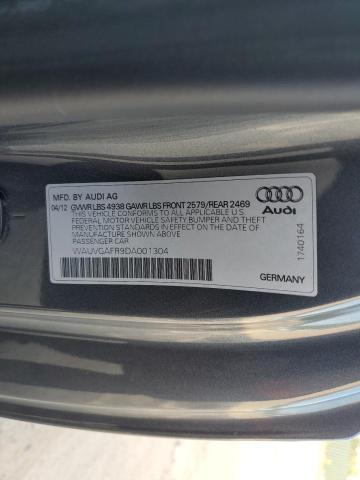 MFD. BY AUDI AG
04/12 GVWR LBS 4938 GAWR LBS FRONT 2579/REAR 2469
THIS VEHICLE CONFORMS TO ALL APPLICABLE U.S.
FEDERAL MOTOR VEHICLE SAFETY BUMPER AND THEFT
PREVENTION STANDARDS IN EFFECT ON THE DATE OF
MANUFACTURE SHOWN ABOVE.
PASSENGER CAR
WAUVGAFR9DA001304
Audi
1740164
GERMANY